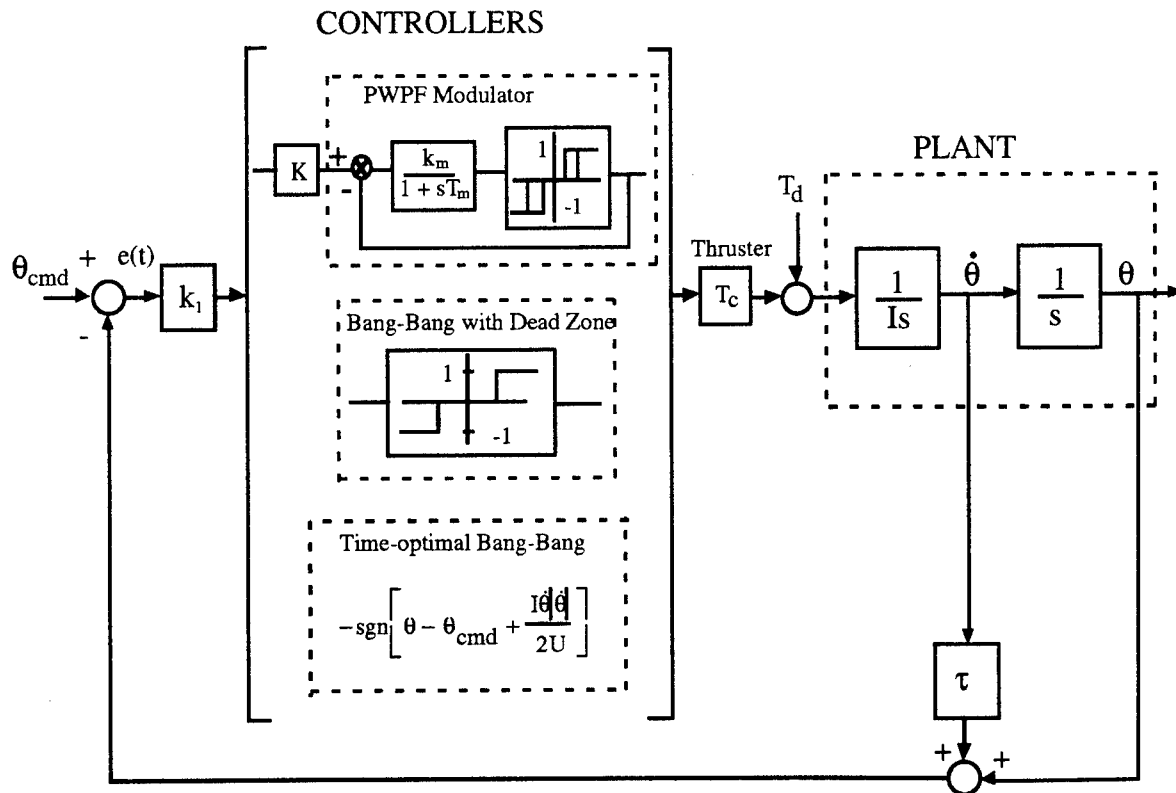 CONTROLLERS
PWPF Modulator
K
+
-
k_m
1 + sT_m
1
-1
PLANT
T_d
Thruster
T_c
1
Is
θ̇
1
s
θ
θ_cmd
+
e(t)
-
k_1
Bang-Bang with Dead Zone
1
-1
Time-optimal Bang-Bang
-sgn[θ - θ_cmd + Iθ̇|θ̇| / 2U]
τ
+
+